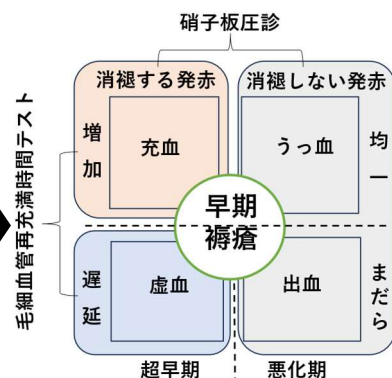 硝子板圧診
消褪する発赤
消褪しない発赤
毛細血管再充満時間テスト
増加
充血
うっ血
均一
早期
褥瘡
遅延
虚血
出血
まだら
超早期
悪化期